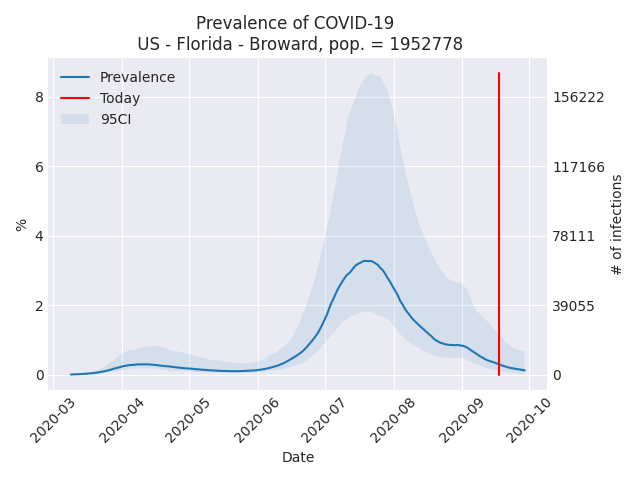 Prevalence of COVID-19
US - Florida - Broward, pop. = 1952778
Prevalence
Today
95CI
%
8
6
4
2
0
156222
117166
78111
39055
0
# of infections
2020-03
2020-04
2020-05
2020-06
2020-07
2020-08
2020-09
2020-10
Date